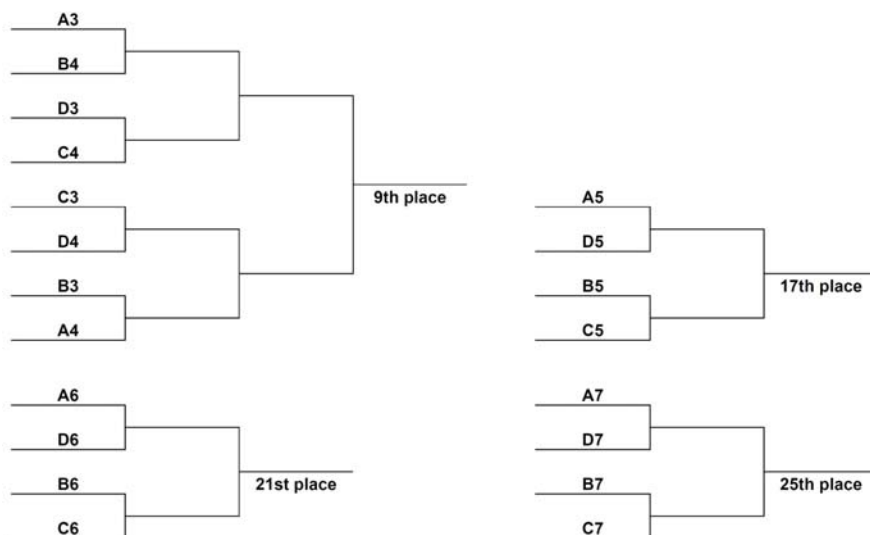 A3
B4
D3
C4
C3
D4
B3
A4
9th place
A5
D5
B5
C5
17th place
A6
D6
B6
C6
21st place
A7
D7
B7
C7
25th place